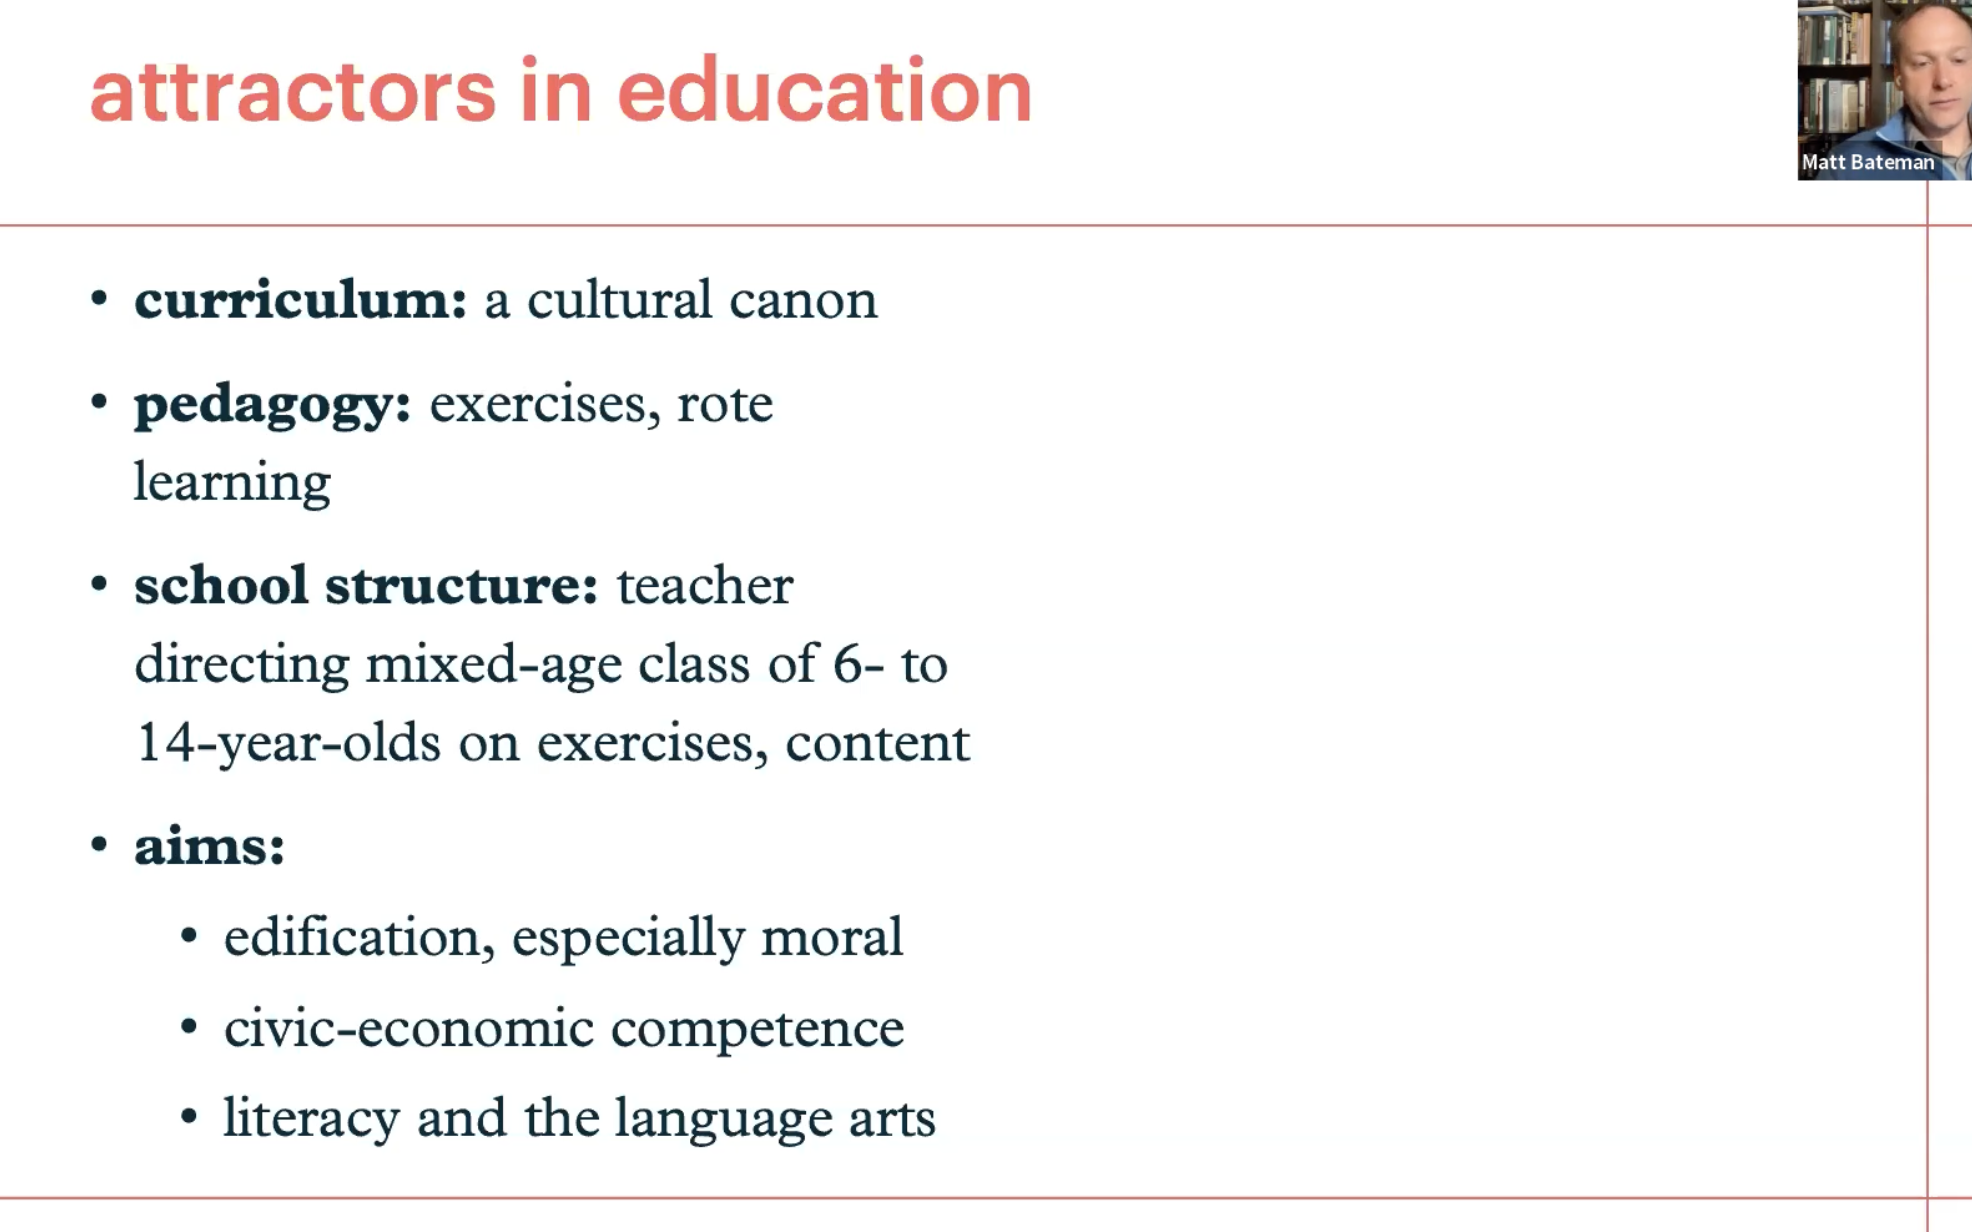 attractors in education
Matt Bateman
• curriculum: a cultural canon
• pedagogy: exercises, rote
learning
• school structure: teacher
directing mixed-age class of 6- to
14-year-olds on exercises, content
• aims:
• edification, especially moral
• civic-economic competence
• literacy and the language arts